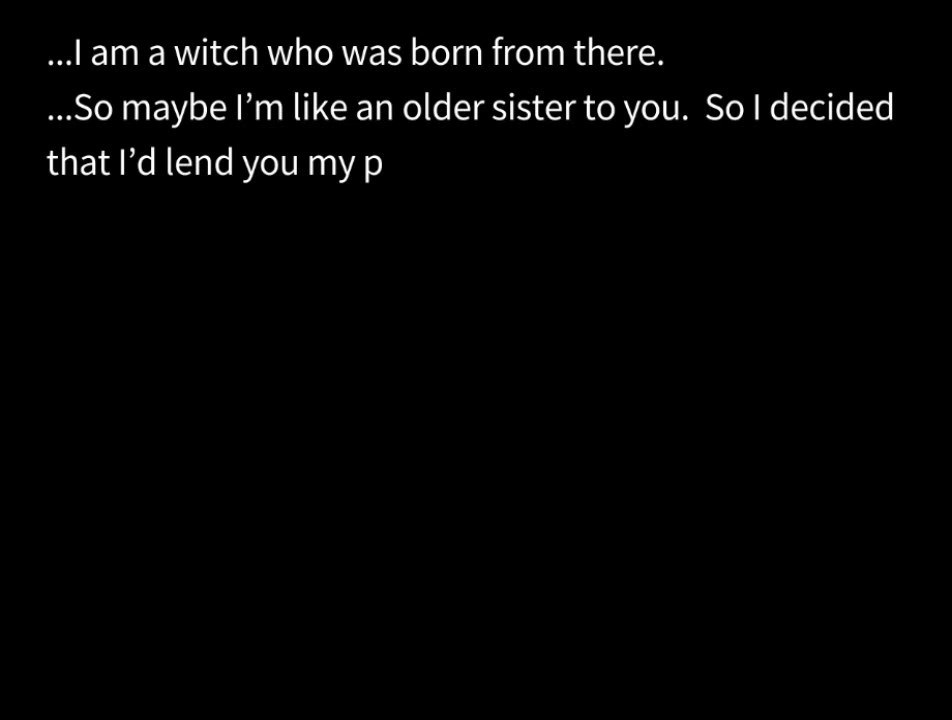 ...I am a witch who was born from there.
...So maybe I’m like an older sister to you.  So I decided
that I’d lend you my p